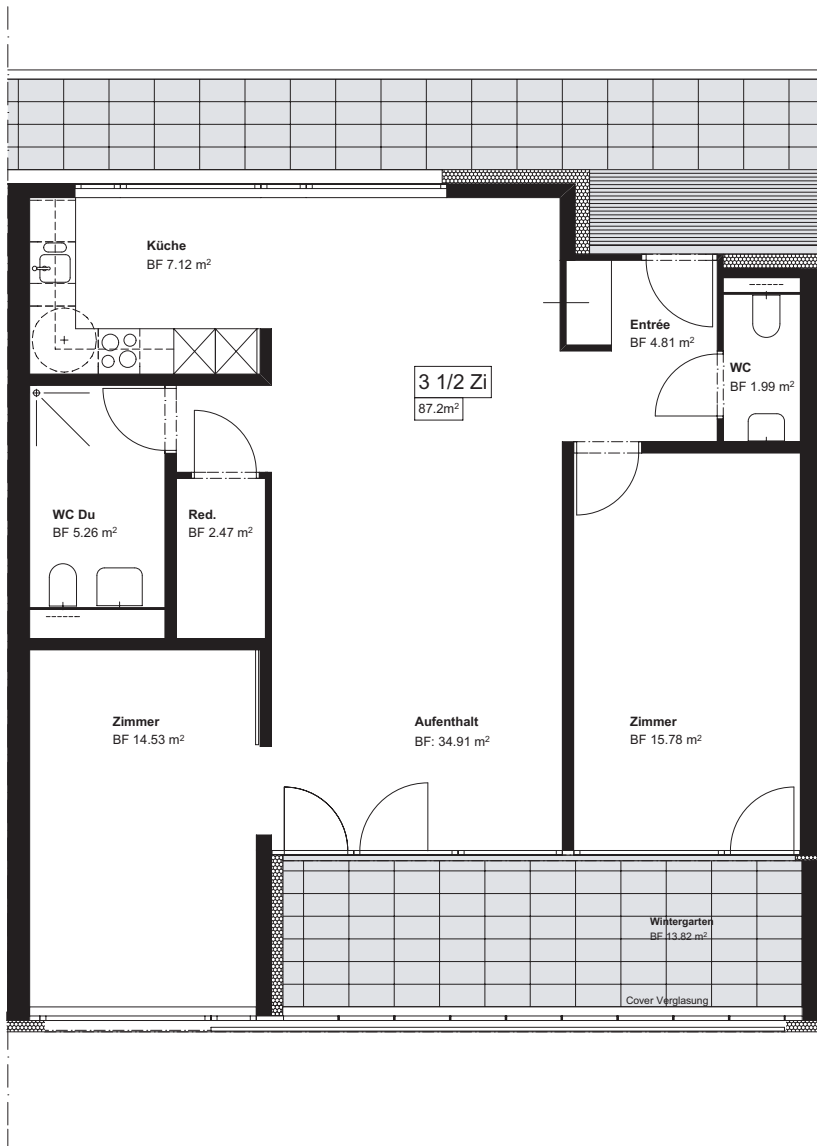 Küche
BF 7.12 m²
Entrée
BF 4.81 m²
WC
BF 1.99 m²
3 1/2 Zi
87.2m²
WC Du
BF 5.26 m²
Red.
BF 2.47 m²
Zimmer
BF 14.53 m²
Aufenthalt
BF: 34.91 m²
Zimmer
BF 15.78 m²
Wintergarten
BF 13.82 m²
Cover Verglasung